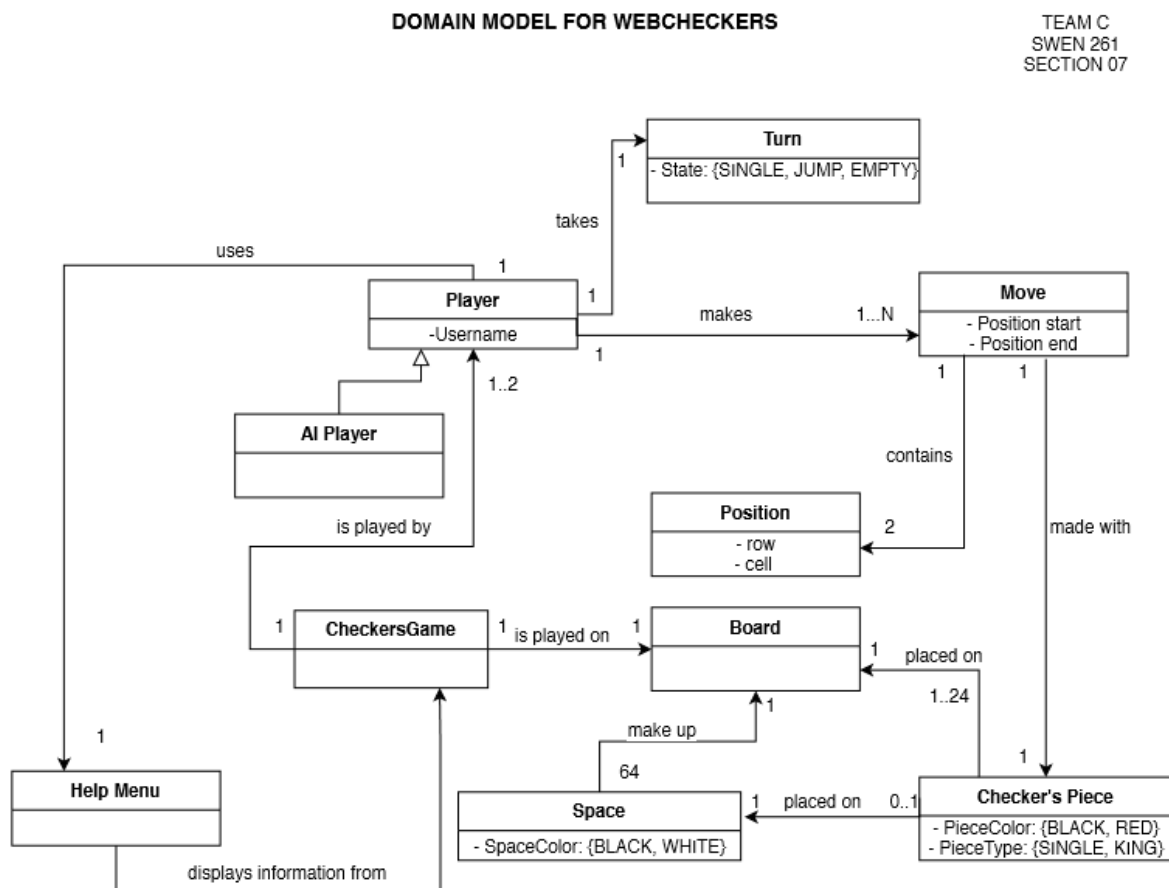 DOMAIN MODEL FOR WEBCHECKERS
TEAM C
SWEN 261
SECTION 07
Turn
- State: {SINGLE, JUMP, EMPTY}
1
takes
uses
1
Player
-Username
1
makes
1...N
1
Move
- Position start
- Position end
1
1
1..2
AI Player
contains
is played by
Position
- row
- cell
2
made with
1
CheckersGame
1
is played on
1
Board
1
placed on
1..24
1
make up
64
1
Help Menu
Space
- SpaceColor: {BLACK, WHITE}
1
placed on
0..1
1
Checker's Piece
- PieceColor: {BLACK, RED}
- PieceType: {SINGLE, KING}
displays information from